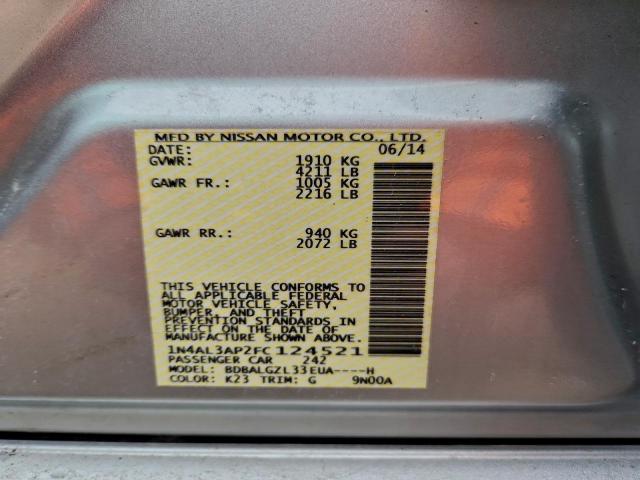 MFD BY NISSAN MOTOR CO., LTD.
DATE: 06/14
GVWR: 1910 KG
4211 LB
GAWR FR.: 1005 KG
2216 LB
GAWR RR.: 940 KG
2072 LB
THIS VEHICLE CONFORMS TO
ALL APPLICABLE FEDERAL
MOTOR VEHICLE SAFETY,
BUMPER, AND THEFT
PREVENTION STANDARDS IN
EFFECT ON THE DATE OF
MANUFACTURE SHOWN ABOVE.
1N4AL3AP2FC124521
PASSENGER CAR 242
MODEL: BDBALGZL33EUA----H
COLOR: K23 TRIM: G 9N00A